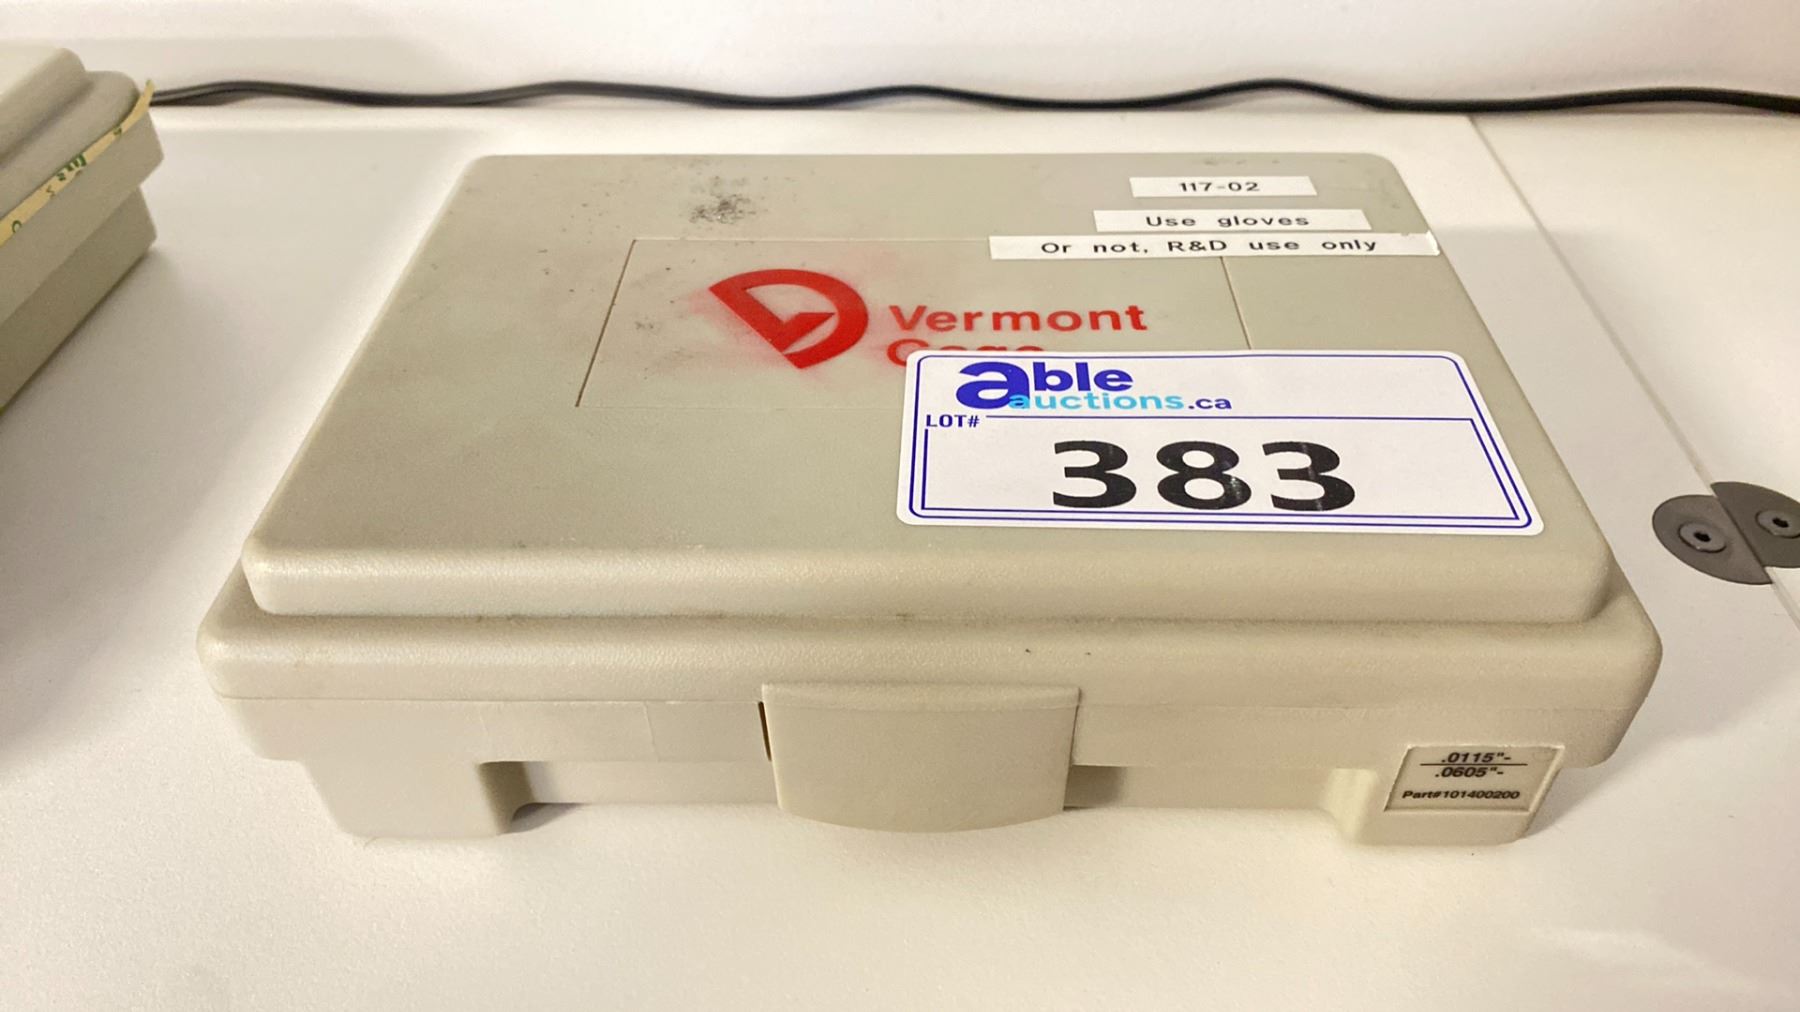 117-02
Use gloves
Or not, R&D use only
Vermont
able
auctions.ca
LOT#
383
.0115"-
.0605"-
Part#101400200